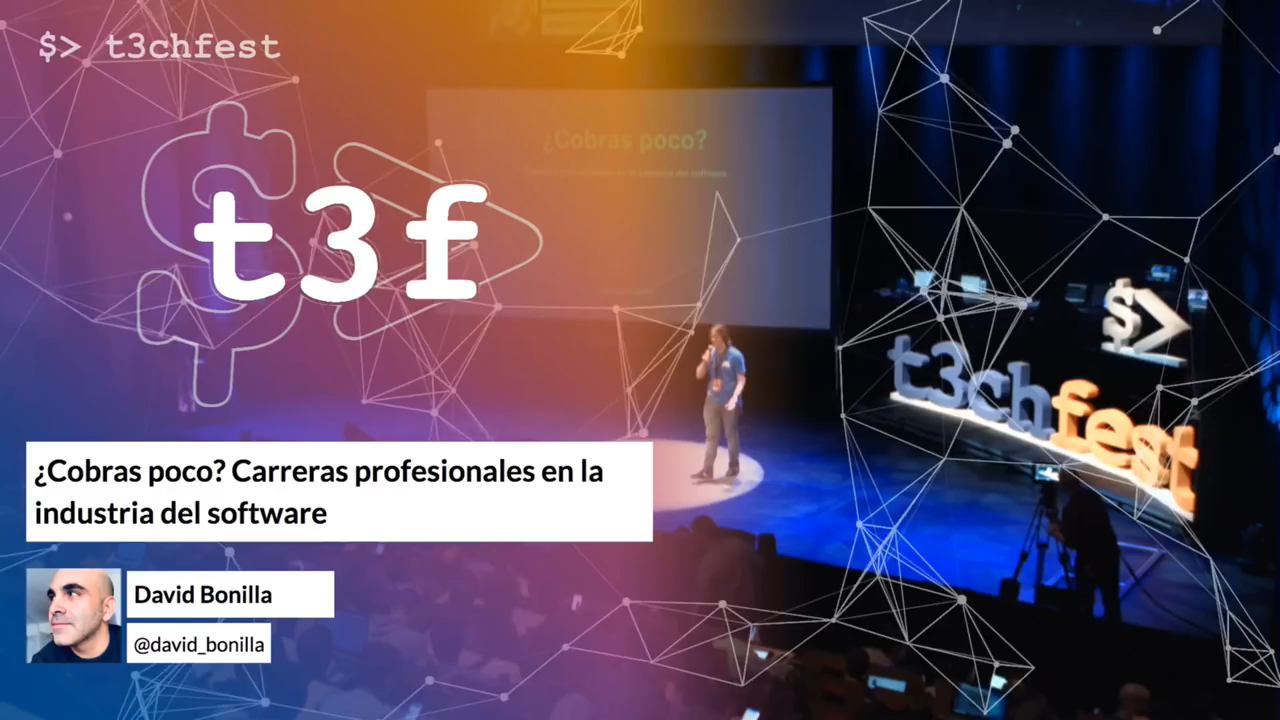 $> t3chfest
¿Cobras poco?
t3f
$>
t3chfest
¿Cobras poco? Carreras profesionales en la
industria del software
David Bonilla
@david_bonilla